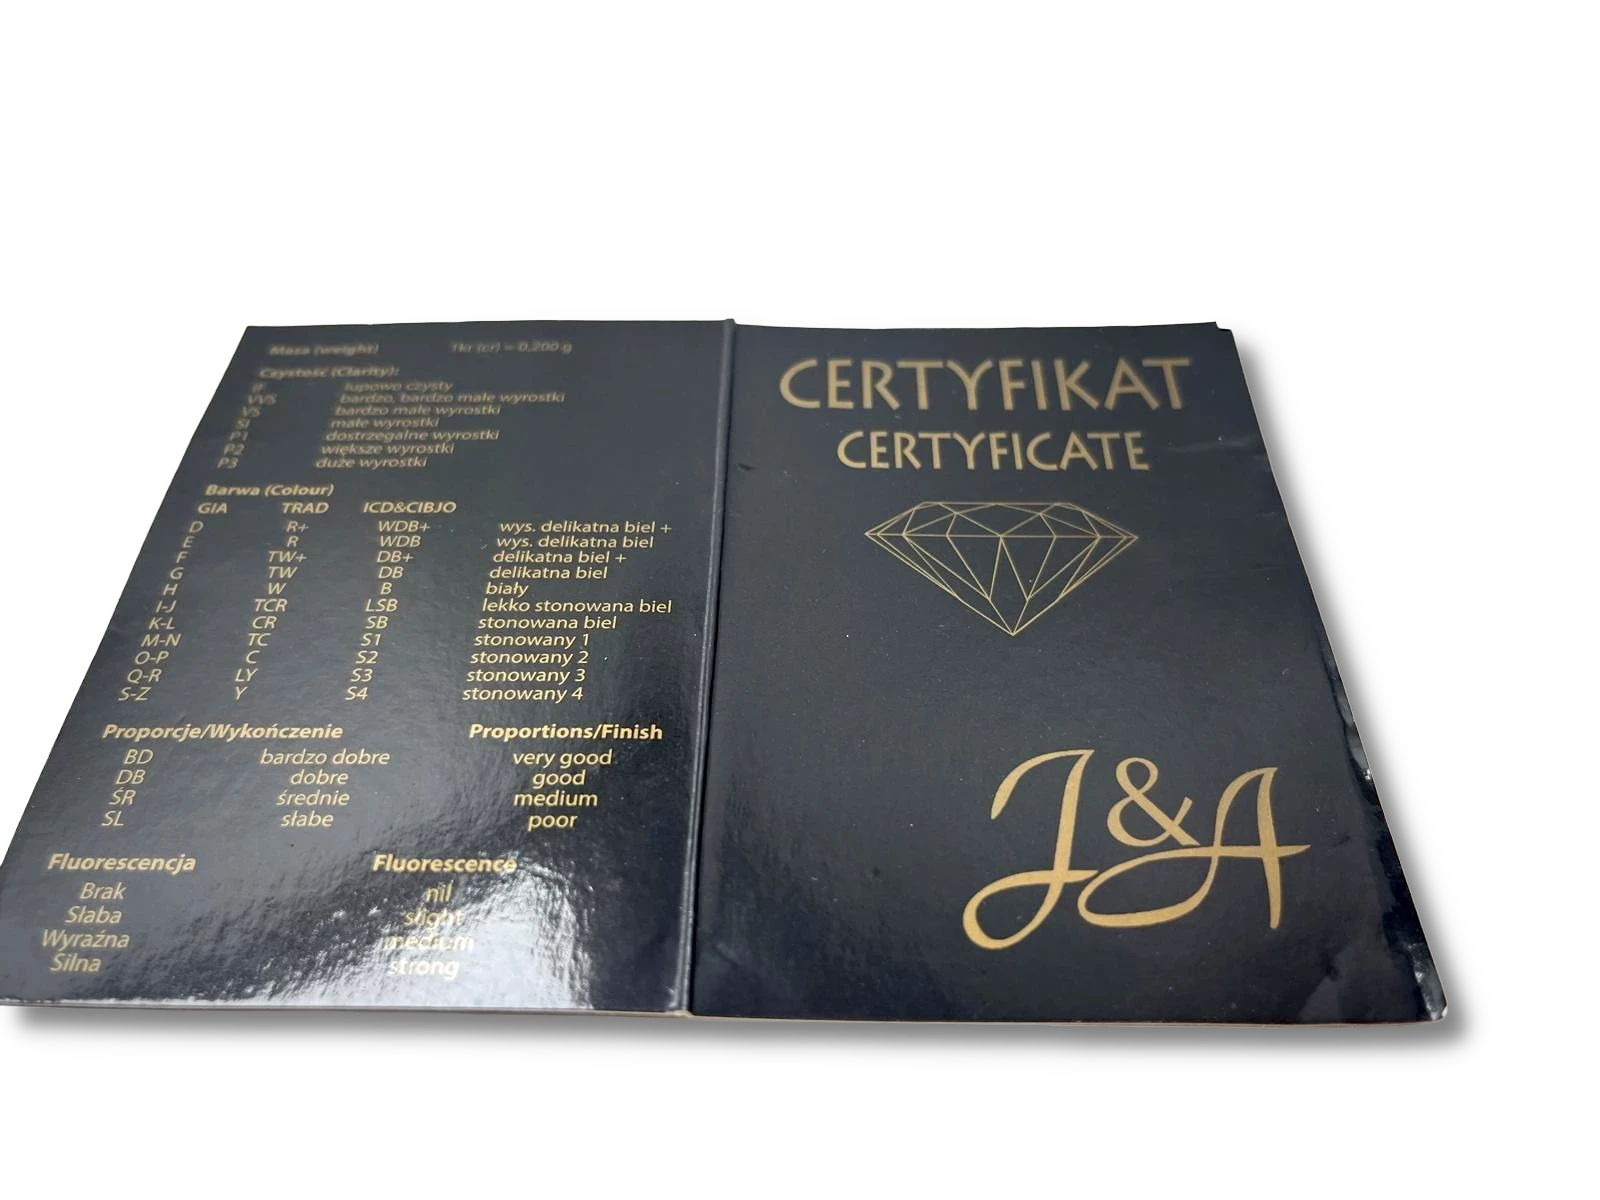 Masa (weight) 1kr (cr) = 0,200 g
Czystość (Clarity):
IF lupowo czysty
VVS bardzo, bardzo małe wyrostki
VS bardzo małe wyrostki
SI małe wyrostki
P1 dostrzegalne wyrostki
P2 większe wyrostki
P3 duże wyrostki
Barwa (Colour)
GIA TRAD ICD&CIBJO
D R+ WDB+ wys. delikatna biel +
E R WDB wys. delikatna biel
F TW+ DB+ delikatna biel +
G TW DB delikatna biel
H W B biały
I-J TCR LSB lekko stonowana biel
K-L CR SB stonowana biel
M-N TC S1 stonowany 1
O-P C S2 stonowany 2
Q-R LY S3 stonowany 3
S-Z Y S4 stonowany 4
Proporcje/Wykończenie Proportions/Finish
BD bardzo dobre very good
DB dobre good
ŚR średnie medium
SL słabe poor
Fluorescencja Fluorescence
Brak nil
Słaba slight
Wyraźna medium
Silna strong
CERTYFIKAT
CERTYFICATE
J&A